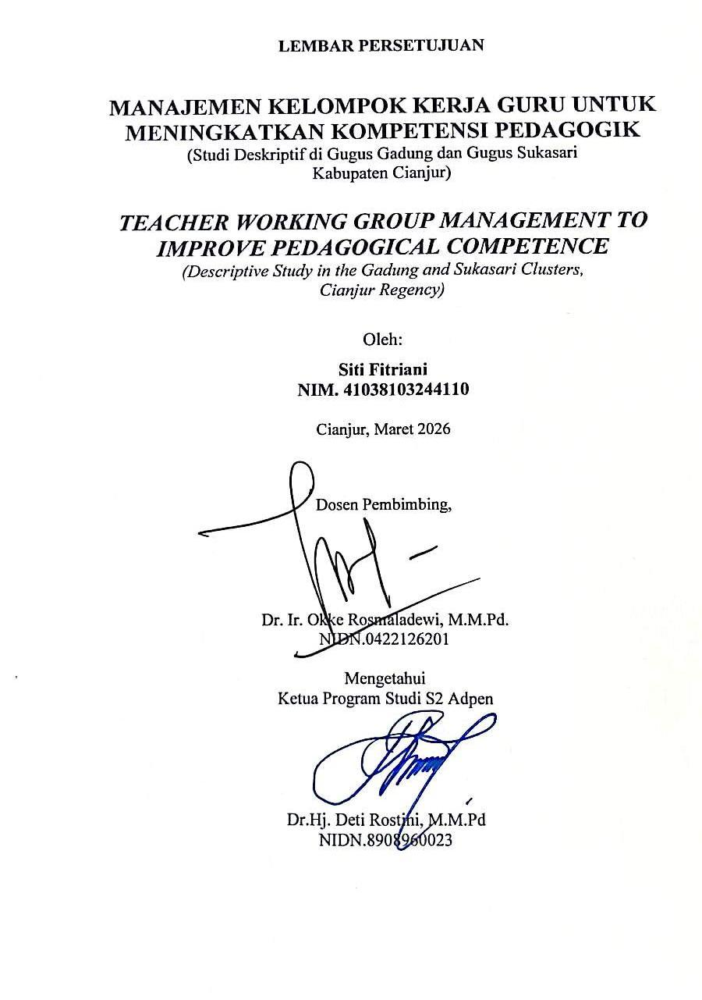 LEMBAR PERSETUJUAN
MANAJEMEN KELOMPOK KERJA GURU UNTUK
MENINGKATKAN KOMPETENSI PEDAGOGIK
(Studi Deskriptif di Gugus Gadung dan Gugus Sukasari
Kabupaten Cianjur)
TEACHER WORKING GROUP MANAGEMENT TO
IMPROVE PEDAGOGICAL COMPETENCE
(Descriptive Study in the Gadung and Sukasari Clusters,
Cianjur Regency)
Oleh:
Siti Fitriani
NIM. 41038103244110
Cianjur, Maret 2026
Dosen Pembimbing,
Dr. Ir. Okke Rosmaladewi, M.M.Pd.
NIDN.0422126201
Mengetahui
Ketua Program Studi S2 Adpen
Dr.Hj. Deti Rostini, M.M.Pd
NIDN.8908960023